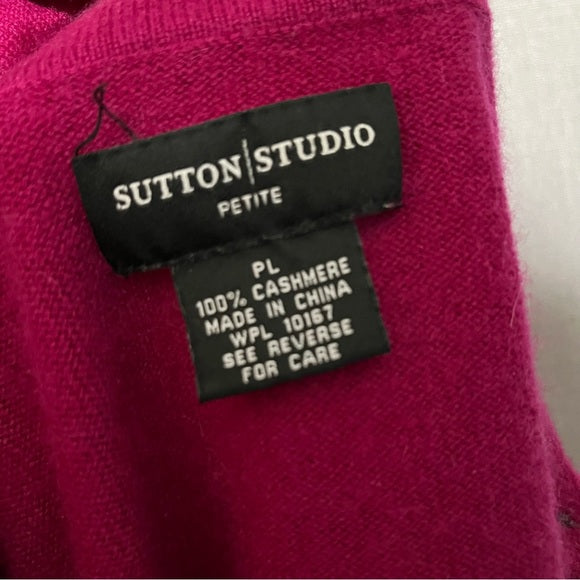 SUTTON|STUDIO
PETITE
PL
100% CASHMERE
MADE IN CHINA
WPL 10167
SEE REVERSE
FOR CARE